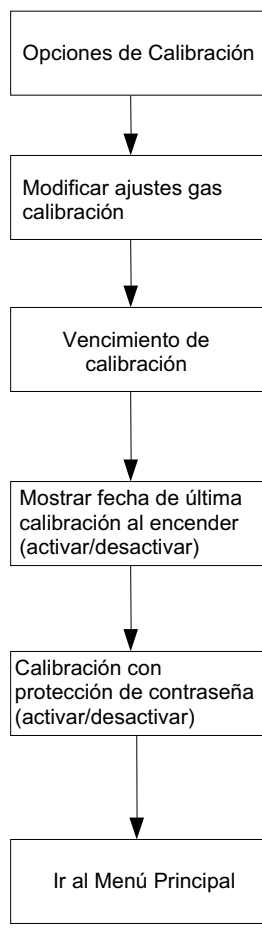 Opciones de Calibración
Modificar ajustes gas
calibración
Vencimiento de
calibración
Mostrar fecha de última
calibración al encender
(activar/desactivar)
Calibración con
protección de contraseña
(activar/desactivar)
Ir al Menú Principal